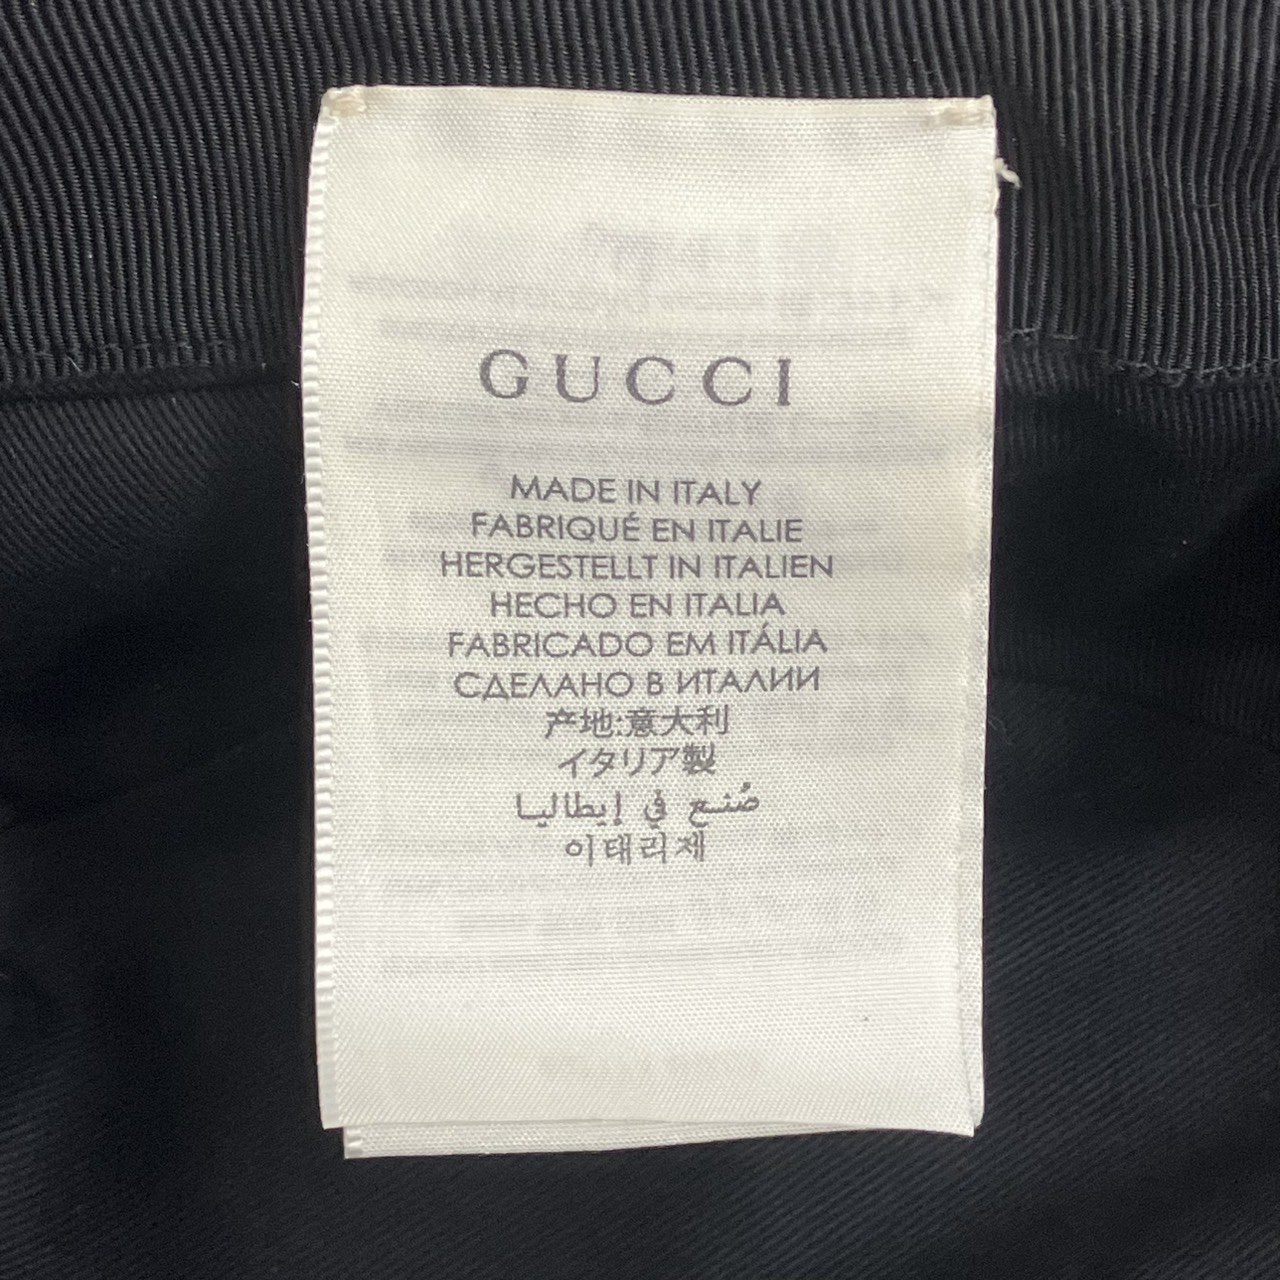 GUCCI
MADE IN ITALY
FABRIQUÉ EN ITALIE
HERGESTELLT IN ITALIEN
HECHO EN ITALIA
FABRICADO EM ITÁLIA
СДЕЛАНО В ИТАЛИИ
产地:意大利
イタリア製
صُنع في إيطاليا
이태리제